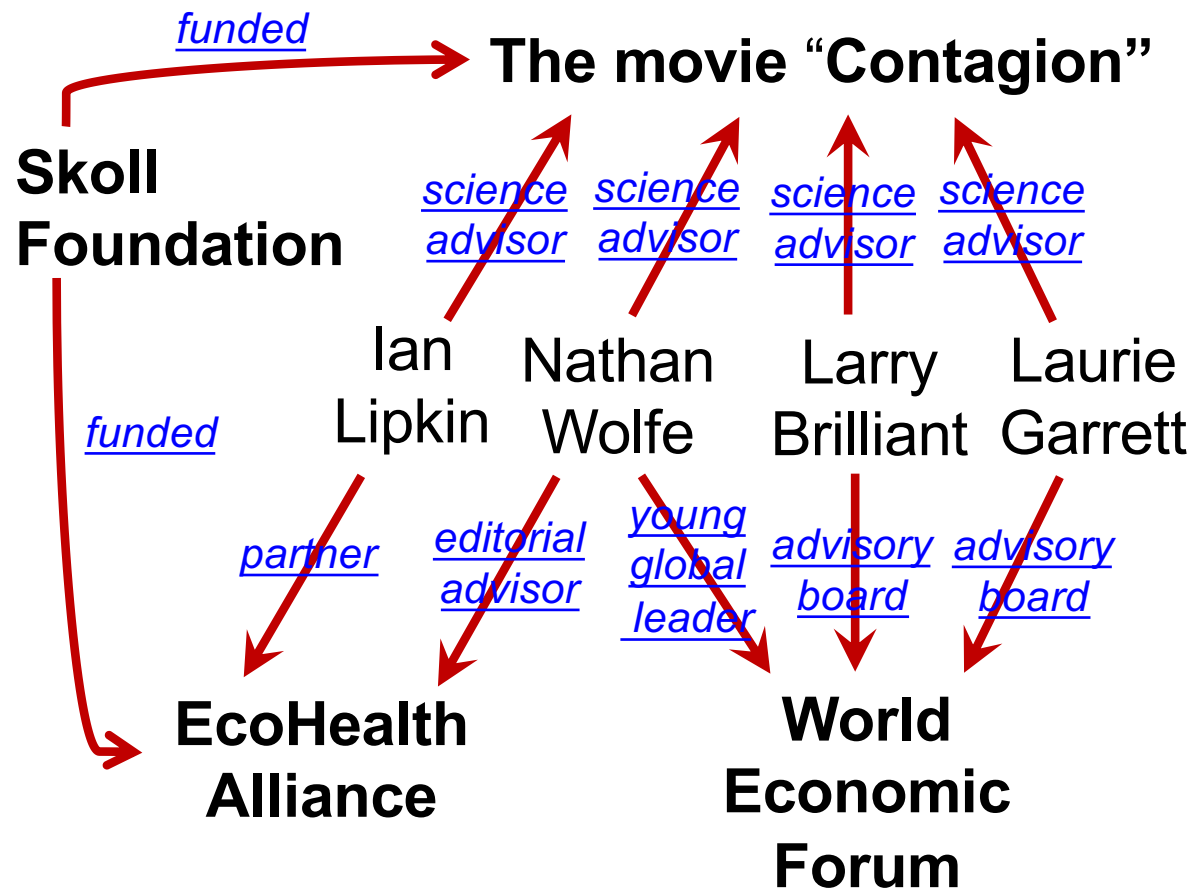 funded
The movie “Contagion”
Skoll
Foundation
science
advisor
science
advisor
science
advisor
science
advisor
Ian
Lipkin
Nathan
Wolfe
Larry
Brilliant
Laurie
Garrett
funded
partner
editorial
advisor
young
global
leader
advisory
board
advisory
board
EcoHealth
Alliance
World
Economic
Forum